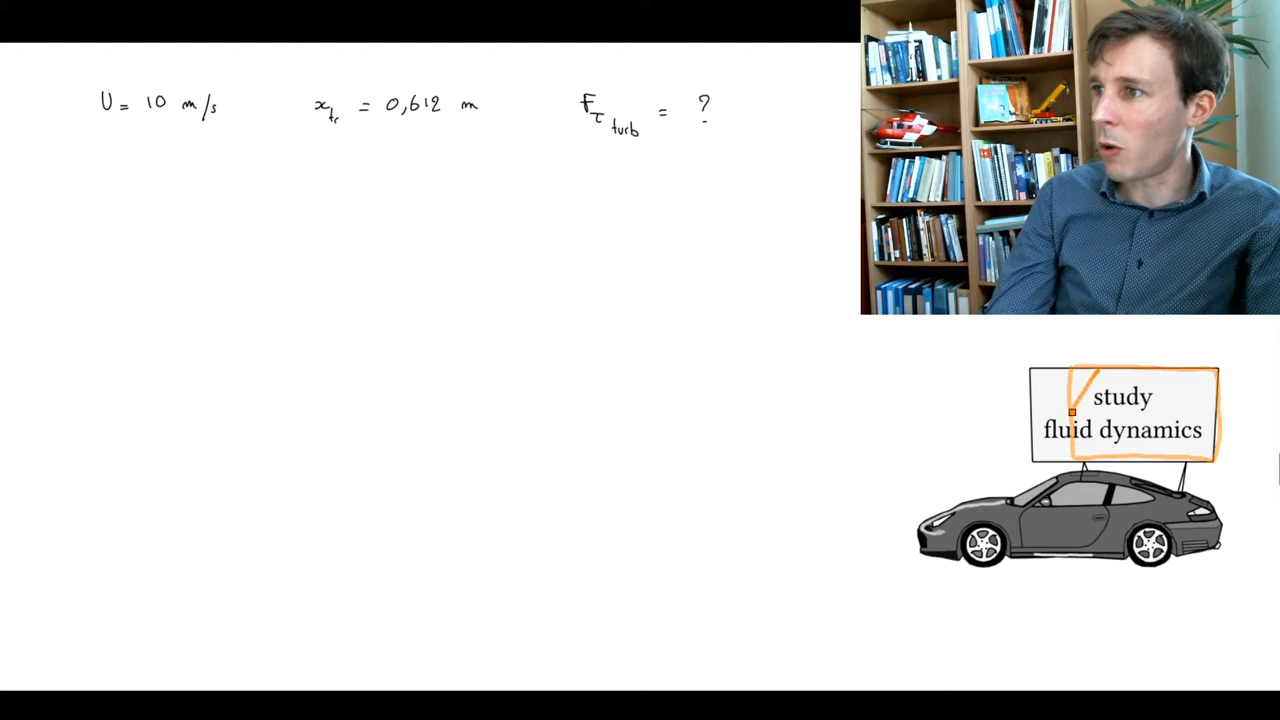 U = 10 m/s
x_tr = 0,612 m
F_τ turb = ?
study
fluid dynamics